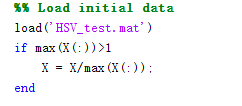 %% Load initial data
load('HSV_test.mat')
if max(X(:))>1
    X = X/max(X(:));
end